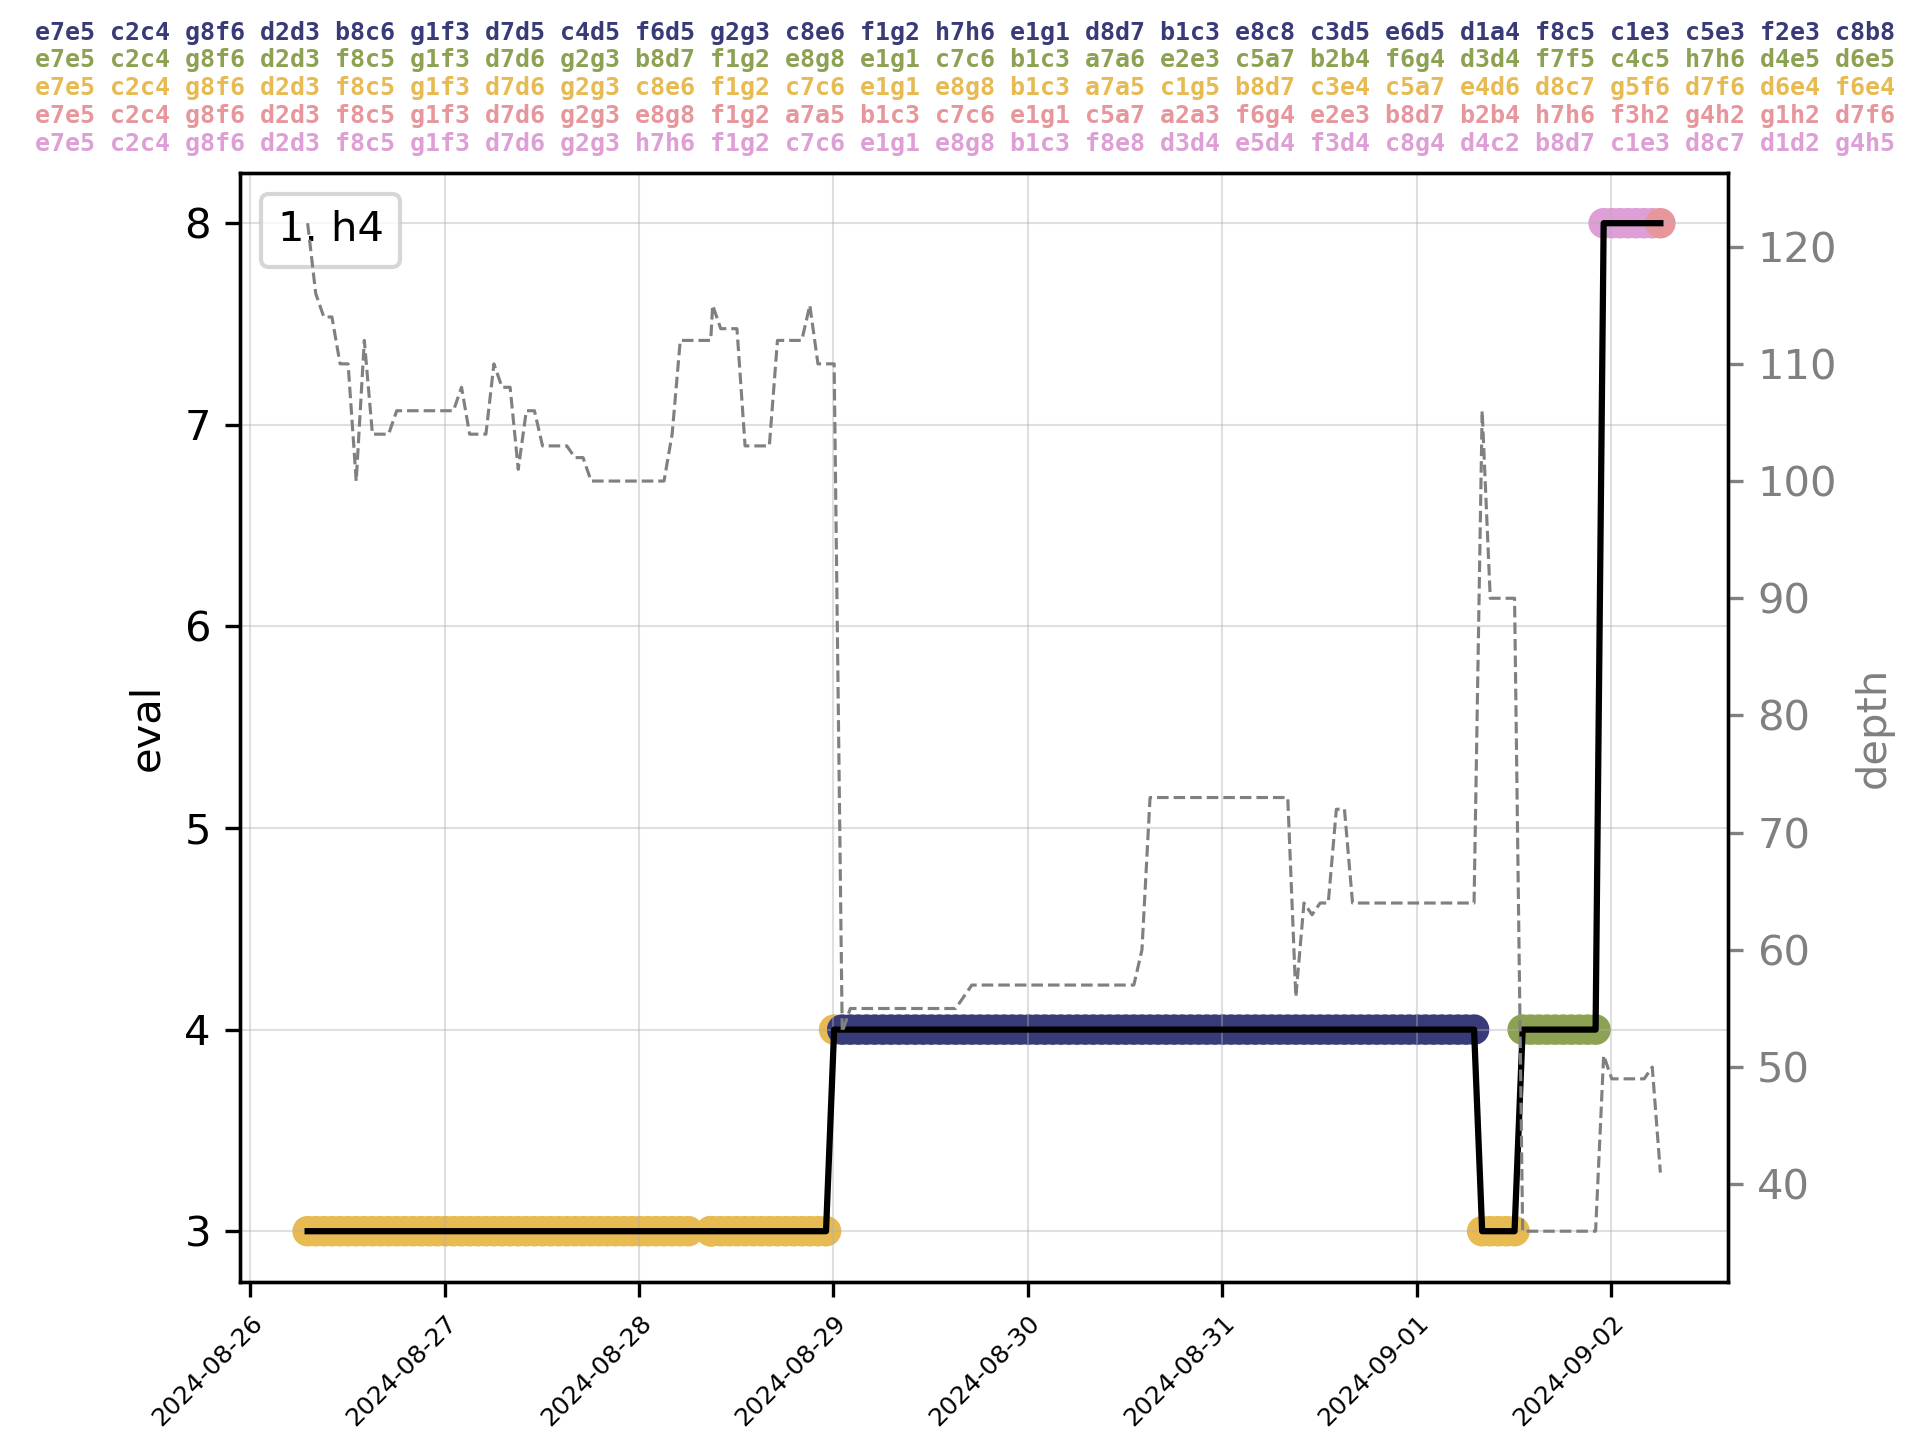 e7e5 c2c4 g8f6 d2d3 b8c6 g1f3 d7d5 c4d5 f6d5 g2g3 c8e6 f1g2 h7h6 e1g1 d8d7 b1c3 e8c8 c3d5 e6d5 d1a4 f8c5 c1e3 c5e3 f2e3 c8b8
e7e5 c2c4 g8f6 d2d3 f8c5 g1f3 d7d6 g2g3 b8d7 f1g2 e8g8 e1g1 c7c6 b1c3 a7a6 e2e3 c5a7 b2b4 f6g4 d3d4 f7f5 c4c5 h7h6 d4e5 d6e5
e7e5 c2c4 g8f6 d2d3 f8c5 g1f3 d7d6 g2g3 c8e6 f1g2 c7c6 e1g1 e8g8 b1c3 a7a5 c1g5 b8d7 c3e4 c5a7 e4d6 d8c7 g5f6 d7f6 d6e4 f6e4
e7e5 c2c4 g8f6 d2d3 f8c5 g1f3 d7d6 g2g3 e8g8 f1g2 a7a5 b1c3 c7c6 e1g1 c5a7 a2a3 f6g4 e2e3 b8d7 b2b4 h7h6 f3h2 g4h2 g1h2 d7f6
e7e5 c2c4 g8f6 d2d3 f8c5 g1f3 d7d6 g2g3 h7h6 f1g2 c7c6 e1g1 e8g8 b1c3 f8e8 d3d4 e5d4 f3d4 c8g4 d4c2 b8d7 c1e3 d8c7 d1d2 g4h5
1. h4
8
7
6
5
4
3
eval
120
110
100
90
80
70
60
50
40
depth
2024-08-26
2024-08-27
2024-08-28
2024-08-29
2024-08-30
2024-08-31
2024-09-01
2024-09-02